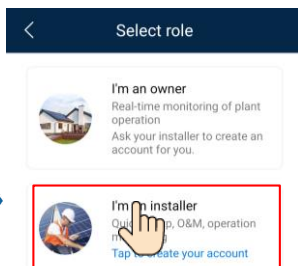 Select role
I'm an owner
Real-time monitoring of plant
operation
Ask your installer to create an
account for you.
I'm installer
O&M, operation
Tap create your account